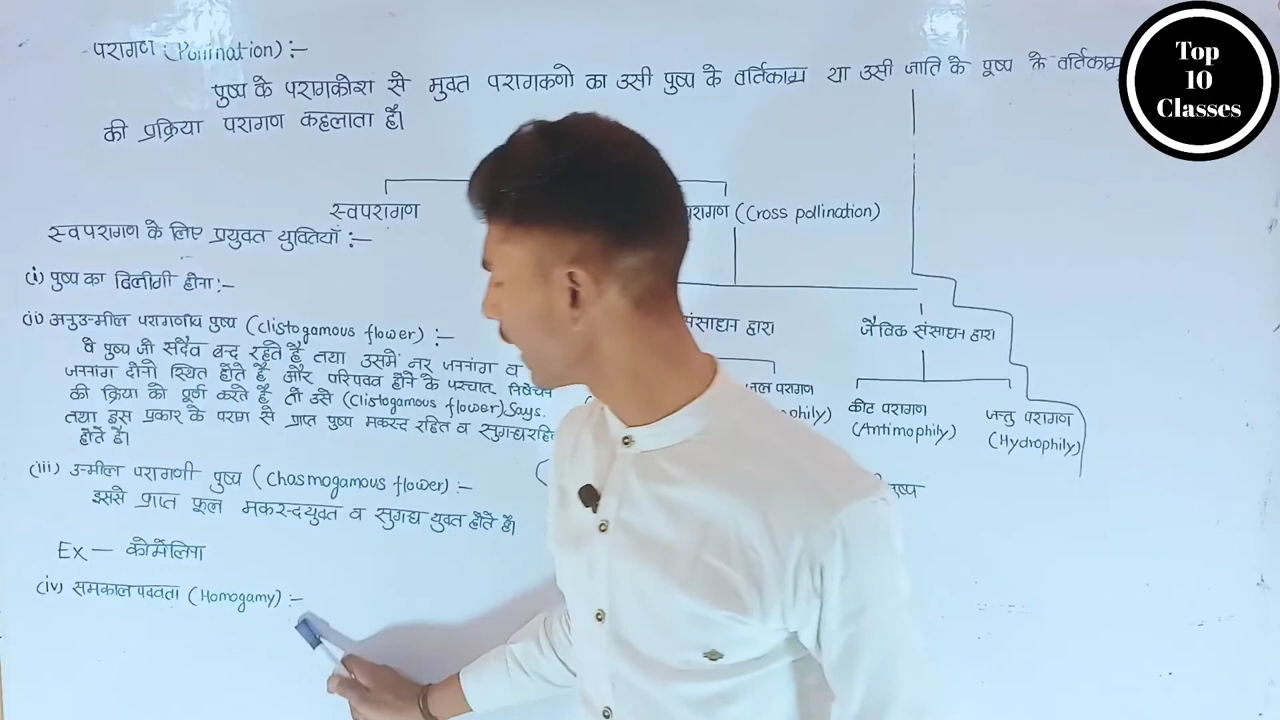 परागण (Pollination) :-
पुष्प के परागकोश से मुक्त परागकणो का उसी पुष्प के वर्तिकाग्र या उसी जाति के पुष्प के वर्तिकाग्र
की प्रक्रिया परागण कहलाता है।
स्वपरागण
परागण (Cross pollination)
स्वपरागण के लिए प्रयुक्त युक्तियाँ :-
(i) पुष्प का द्विलिंगी होना :-
संसाधन द्वारा
जैविक संसाधन द्वारा
(ii) अनुउन्मील परागणीय पुष्प (Clistogamous flower) :-
वे पुष्प जो सदैव बन्द रहते है तथा उसमें नर जननांग व
जननांग दोनो स्थित होते है और परिपक्व होने के पश्चात् निषेचन
की क्रिया को पूर्ण करते है तो इसे (Clistogamous flower) Says.
तथा इस प्रकार के परागण से प्राप्त पुष्प मकरन्द रहित व सुगन्ध रहित
होते है।
जल परागण
ophily)
कीट परागण
(Antimophily)
जन्तु परागण
(Hydrophily)
(iii) उन्मील परागणी पुष्प (Chasmogamous flower) :-
इससे प्राप्त फूल मकरन्दयुक्त व सुगन्ध युक्त होते है।
पुष्प
Ex — कोमेलिना
(iv) समकालपक्वता (Homogamy) :-
Top
10
Classes